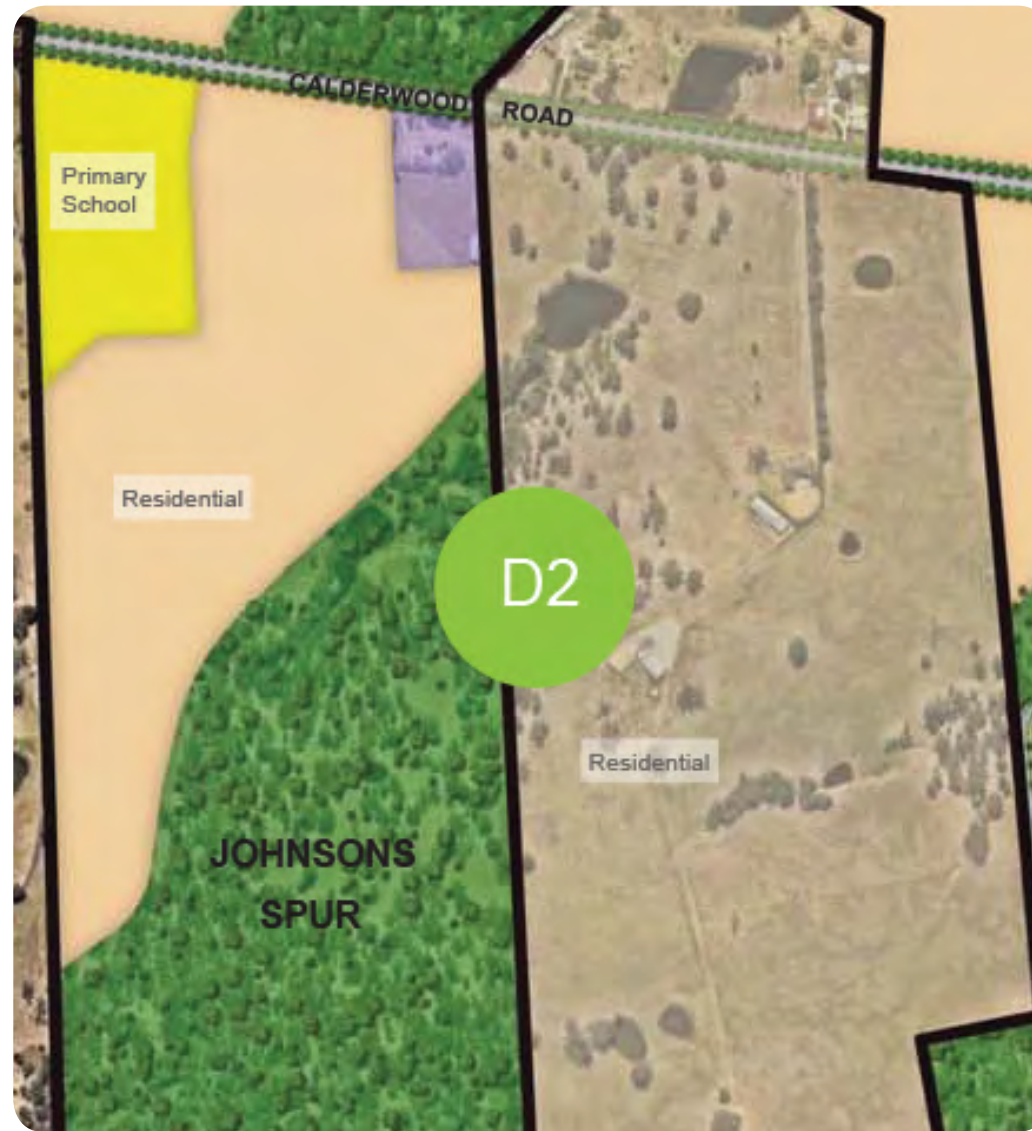 CALDERWOOD ROAD
Primary
School
Residential
D2
Residential
JOHNSONS
SPUR